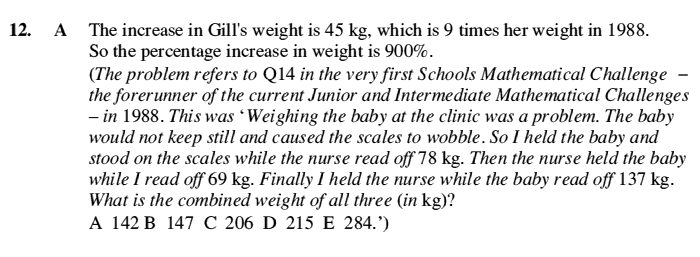 12. A The increase in Gill's weight is 45 kg, which is 9 times her weight in 1988.
So the percentage increase in weight is 900%.
(The problem refers to Q14 in the very first Schools Mathematical Challenge –
the forerunner of the current Junior and Intermediate Mathematical Challenges
– in 1988. This was ‘Weighing the baby at the clinic was a problem. The baby
would not keep still and caused the scales to wobble. So I held the baby and
stood on the scales while the nurse read off 78 kg. Then the nurse held the baby
while I read off 69 kg. Finally I held the nurse while the baby read off 137 kg.
What is the combined weight of all three (in kg)?
A 142 B 147 C 206 D 215 E 284.’)